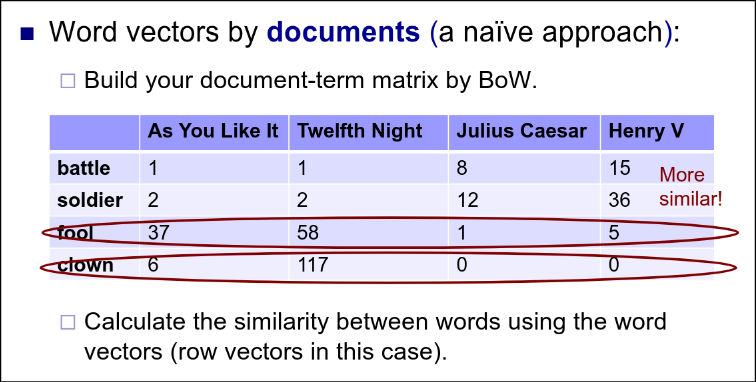 Word vectors by documents (a naïve approach):
Build your document-term matrix by BoW.
As You Like It Twelfth Night Julius Caesar Henry V
battle 1 1 8 15
soldier 2 2 12 36
fool 37 58 1 5
clown 6 117 0 0
More
similar!
Calculate the similarity between words using the word
vectors (row vectors in this case).